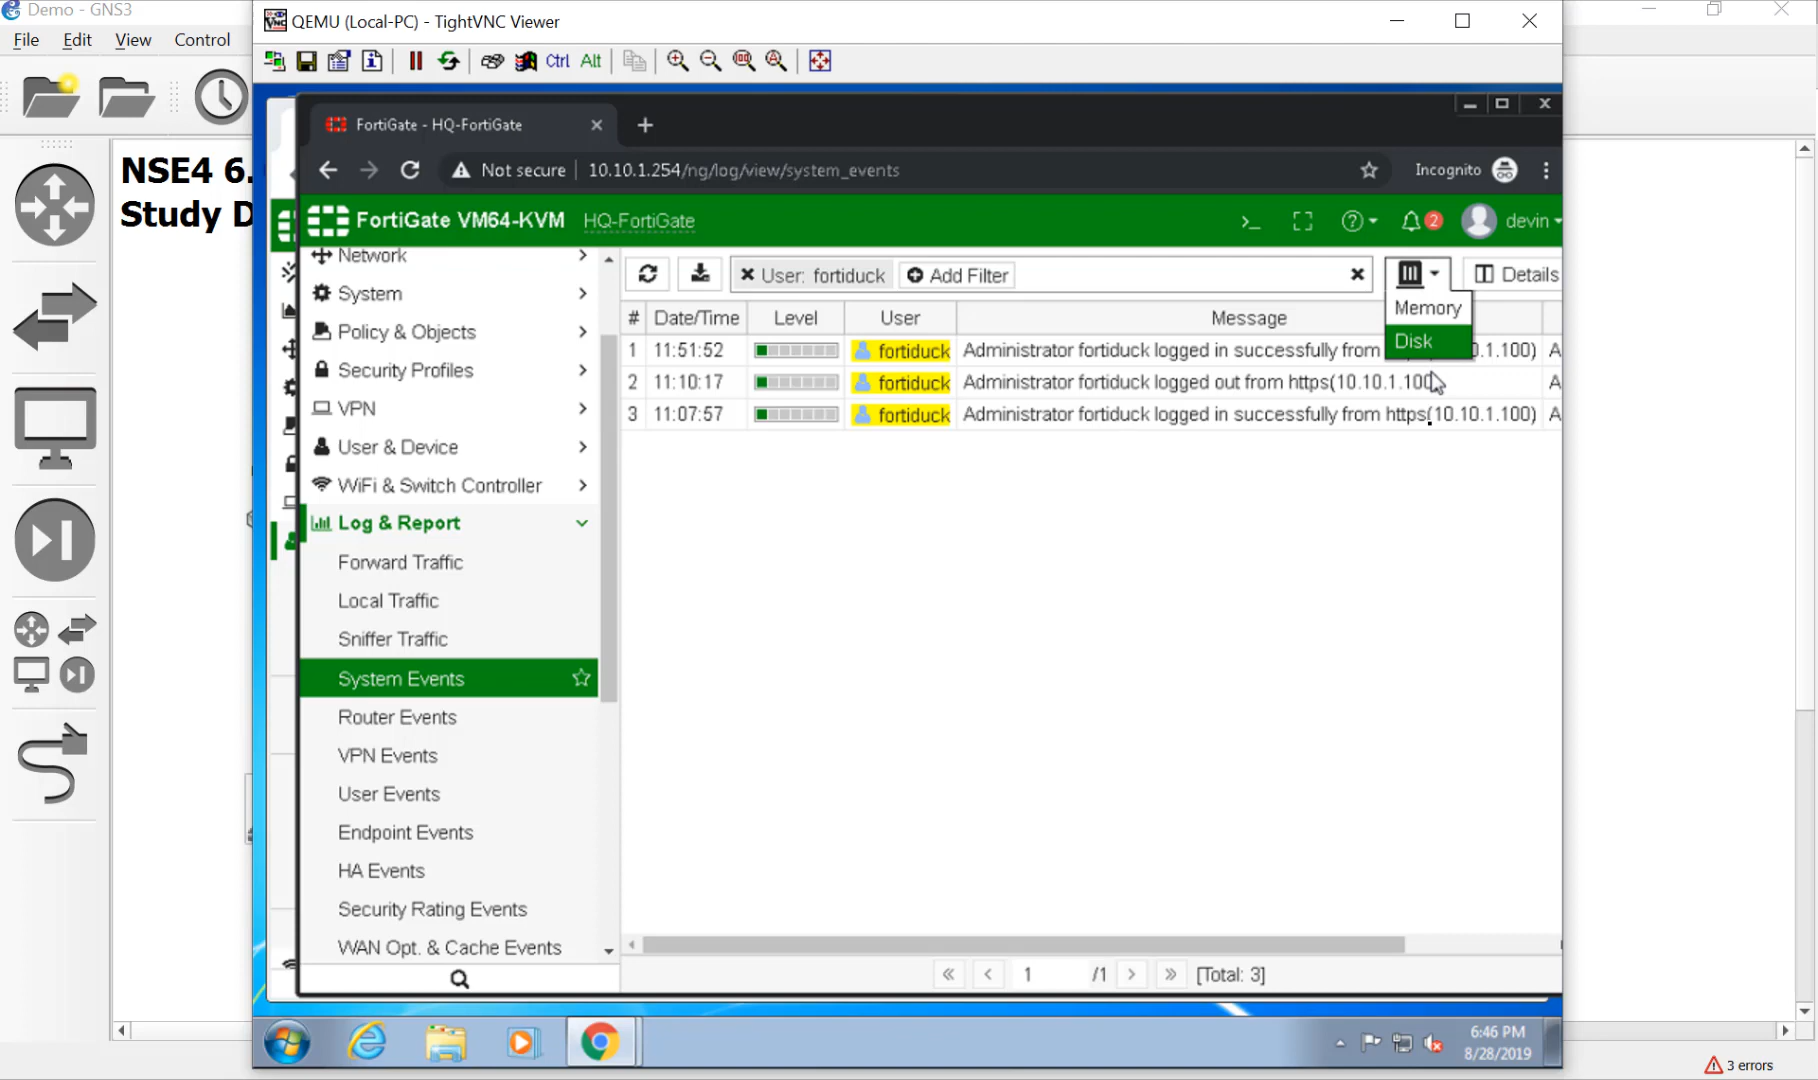 Demo - GNS3
File Edit View Control
NSE4 6.
Study D
QEMU (Local-PC) - TightVNC Viewer
Ctrl Alt
FortiGate - HQ-FortiGate
Not secure 10.10.1.254/ng/log/view/system_events
Incognito
FortiGate VM64-KVM HQ-FortiGate
2 devin
Network
System
Policy & Objects
Security Profiles
VPN
User & Device
WiFi & Switch Controller
Log & Report
Forward Traffic
Local Traffic
Sniffer Traffic
System Events
Router Events
VPN Events
User Events
Endpoint Events
HA Events
Security Rating Events
WAN Opt. & Cache Events
User: fortiduck Add Filter
Details
Memory
Disk
# Date/Time Level User Message
1 11:51:52 fortiduck Administrator fortiduck logged in successfully from 0.1.100) A
2 11:10:17 fortiduck Administrator fortiduck logged out from https(10.10.1.100) A
3 11:07:57 fortiduck Administrator fortiduck logged in successfully from https(10.10.1.100) A
« ‹ 1 /1 › » [Total: 3]
6:46 PM
8/28/2019
3 errors